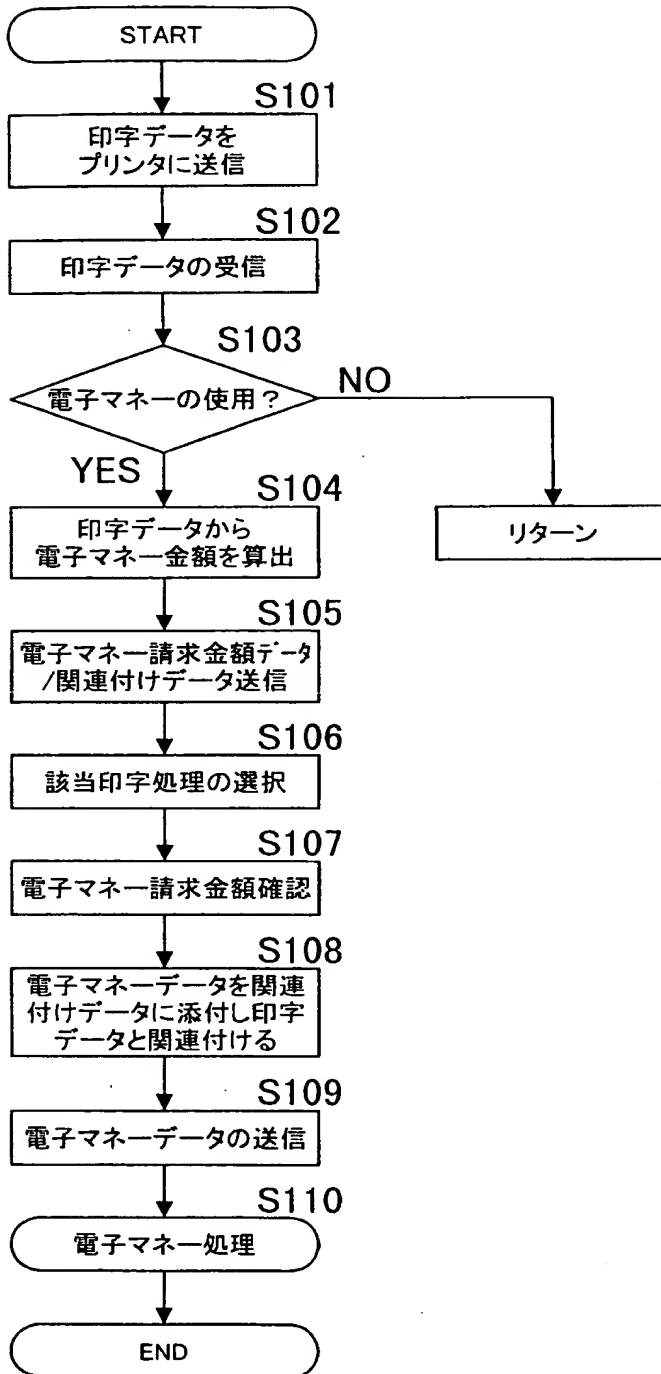 START
S101
印字データを
プリンタに送信
S102
印字データの受信
S103
電子マネーの使用？
NO
YES
S104
印字データから
電子マネー金額を算出
リターン
S105
電子マネー請求金額データ
/関連付けデータ送信
S106
該当印字処理の選択
S107
電子マネー請求金額確認
S108
電子マネーデータを関連
付けデータに添付し印字
データと関連付ける
S109
電子マネーデータの送信
S110
電子マネー処理
END